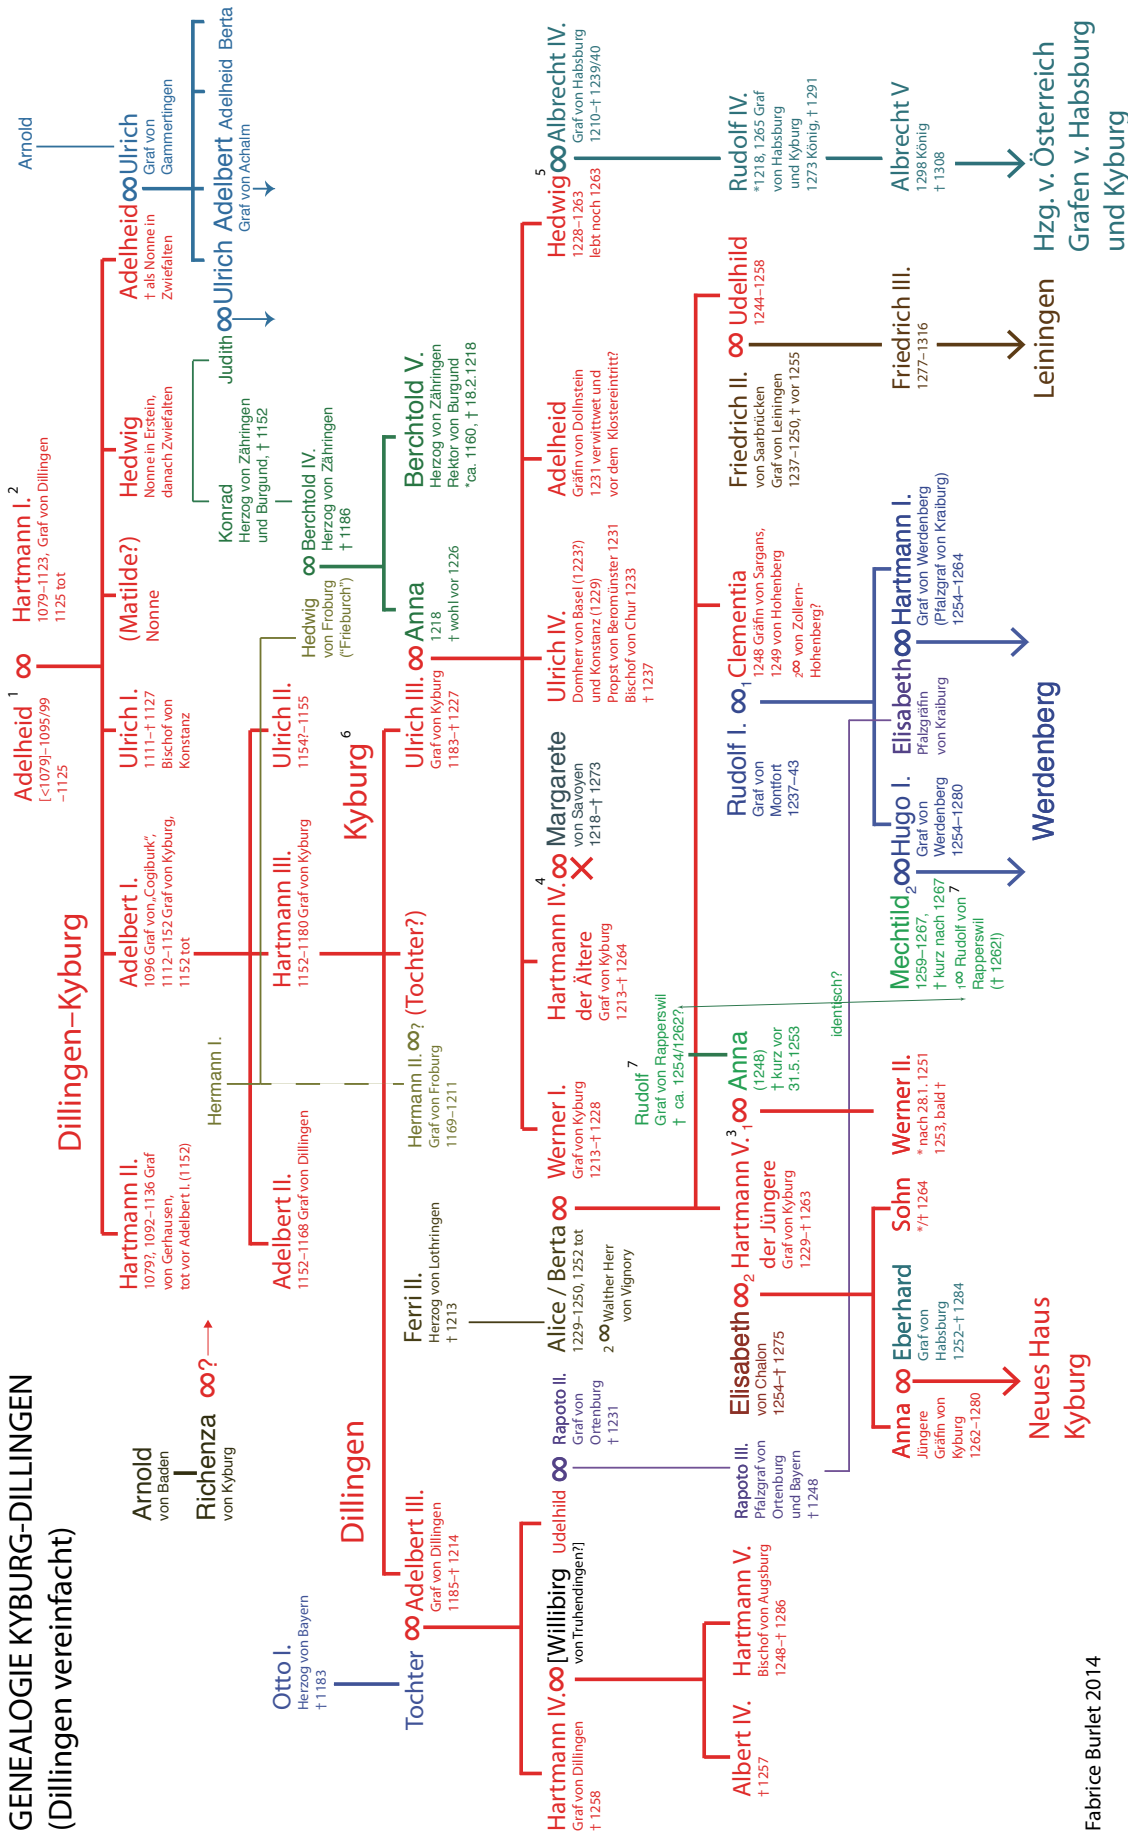 GENEALOGIE KYBURG-DILLINGEN
(Dillingen vereinfacht)
Dillingen–Kyburg
Adelheid 1
[<1079]–1095/99
–1125
∞
Hartmann I. 2
1079–1123, Graf von Dillingen
1125 tot
Arnold
Arnold
von Baden
Richenza ∞?
von Kyburg
Hartmann II.
1079?, 1092–1136 Graf
von Gerhausen,
tot vor Adelbert I. (1152)
Adelbert I.
1096 Graf von „Cogiburk“,
1112–1152 Graf von Kyburg,
1152 tot
Ulrich I.
1111–† 1127
Bischof von
Konstanz
(Matilde?)
Nonne
Hedwig
Nonne in Erstein,
danach Zwiefalten
Adelheid
† als Nonne in
Zwiefalten
∞ Ulrich
Graf von
Gammertingen
Hermann I.
Konrad
Herzog von Zähringen
und Burgund, † 1152
Judith
∞ Ulrich
Adelbert
Graf von Achalm
Adelheid
Berta
Otto I.
Herzog von Bayern
† 1183
Adelbert II.
1152–1168 Graf von Dillingen
Hartmann III.
1152–1180 Graf von Kyburg
Ulrich II.
1154?–1155
Hedwig
von Froburg
("Frieburch")
∞ Berchtold IV.
Herzog von Zähringen
† 1186
Dillingen
Kyburg 6
Tochter
∞ Adelbert III.
Graf von Dillingen
1185–† 1214
Ferri II.
Herzog von Lothringen
† 1213
Hermann II. ∞?
Graf von Froburg
1169–1211
(Tochter?)
Ulrich III.
Graf von Kyburg
1183–† 1227
∞ Anna
1218
† wohl vor 1226
Berchtold V.
Herzog von Zähringen
Rektor von Burgund
*ca. 1160, † 18.2.1218
Hartmann IV.
Graf von Dillingen
† 1258
∞ [Willibirg
von Truhendingen?]
Udelhild
∞ Rapoto II.
Graf von
Ortenburg
† 1231
Alice / Berta
1229–1250, 1252 tot
2 ∞ Walther Herr
von Vignory
∞ Werner I.
Graf von Kyburg
1213–† 1228
Hartmann IV. 4
der Ältere
Graf von Kyburg
1213–† 1264
∞ Margarete
von Savoyen
1218–† 1273
Ulrich IV.
Domherr von Basel (1223?)
und Konstanz (1229)
Propst von Beromünster 1231
Bischof von Chur 1233
† 1237
Adelheid
Gräfin von Dollnstein
1231 verwittwet und
vor dem Klostereintritt?
Hedwig 5
1228–1263
lebt noch 1263
∞ Albrecht IV.
Graf von Habsburg
1210–† 1239/40
Rudolf 7
Graf von Rapperswil
† ca. 1254/1262?
Albert IV.
† 1257
Hartmann V.
Bischof von Augsburg
1248–† 1286
Rapoto III.
Pfalzgraf von
Ortenburg
und Bayern
† 1248
Elisabeth
von Chalon
1254–† 1275
∞ 2
Hartmann V. 3
der Jüngere
Graf von Kyburg
1229–† 1263
1 ∞ Anna
(1248)
† kurz vor
31.5.1253
Rudolf I.
Graf von
Montfort
1237–43
∞ 1
Clementia
1248 Gräfin von Sargans,
1249 von Hohenberg
2∞ von Zollern-
Hohenberg?
Friedrich II.
von Saarbrücken
Graf von Leiningen
1237–1250, † vor 1255
∞ Udelhild
1244–1258
Rudolf IV.
*1218, 1265 Graf
von Habsburg
und Kyburg
1273 König, † 1291
identisch?
Anna
Jüngere
Gräfin von
Kyburg
1262–1280
∞ Eberhard
Graf von
Habsburg
1252–† 1284
Sohn
*/† 1264
Werner II.
* nach 28.1. 1251
1253, bald †
Mechtild
1259–1267,
† kurz nach 1267
1∞ Rudolf von 7
Rapperswil
(† 1262!)
2 ∞ Hugo I.
Graf von
Werdenberg
1254–1280
Elisabeth
Pfalzgräfin
von Kraiburg
∞ Hartmann I.
Graf von Werdenberg
(Pfalzgraf von Kraiburg)
1254–1264
Friedrich III.
1277–1316
Albrecht V
1298 König
† 1308
Neues Haus
Kyburg
Werdenberg
Leiningen
Hzg. v. Österreich
Grafen v. Habsburg
und Kyburg
Fabrice Burlet 2014